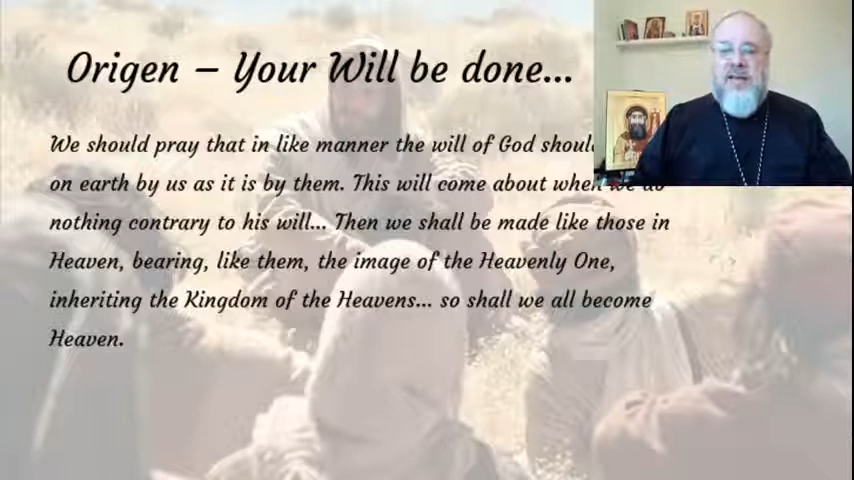 Origen – Your Will be done...
We should pray that in like manner the will of God
on earth by us as it is by them. This will come about when we do
nothing contrary to his will... Then we shall be made like those in
Heaven, bearing, like them, the image of the Heavenly One,
inheriting the Kingdom of the Heavens... so shall we all become
Heaven.